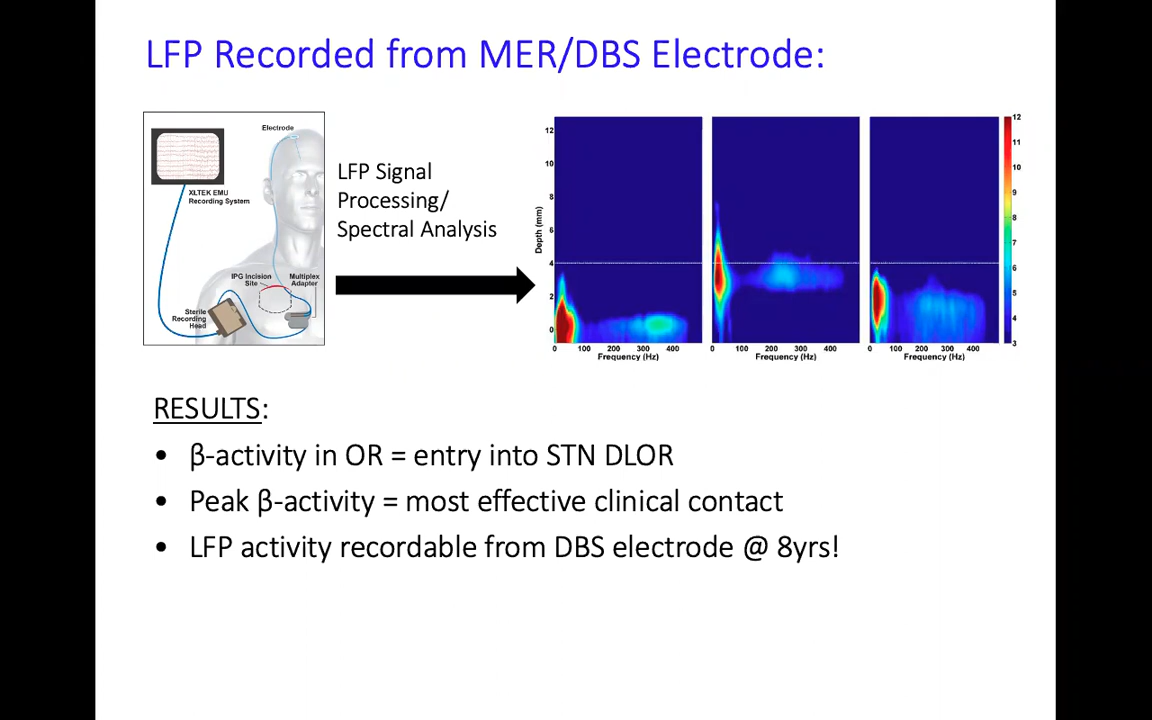 LFP Recorded from MER/DBS Electrode:
Electrode
XLTEK EMU
Recording System
IPG Incision
Site
Multiplex
Adapter
Sterile
Recording
Head
LFP Signal
Processing/
Spectral Analysis
Depth (mm)
12
10
8
6
4
2
0
0 100 200 300 400
Frequency (Hz)
0 100 200 300 400
Frequency (Hz)
0 100 200 300 400
Frequency (Hz)
12
11
10
9
8
7
6
5
4
3
RESULTS:
• β-activity in OR = entry into STN DLOR
• Peak β-activity = most effective clinical contact
• LFP activity recordable from DBS electrode @ 8yrs!